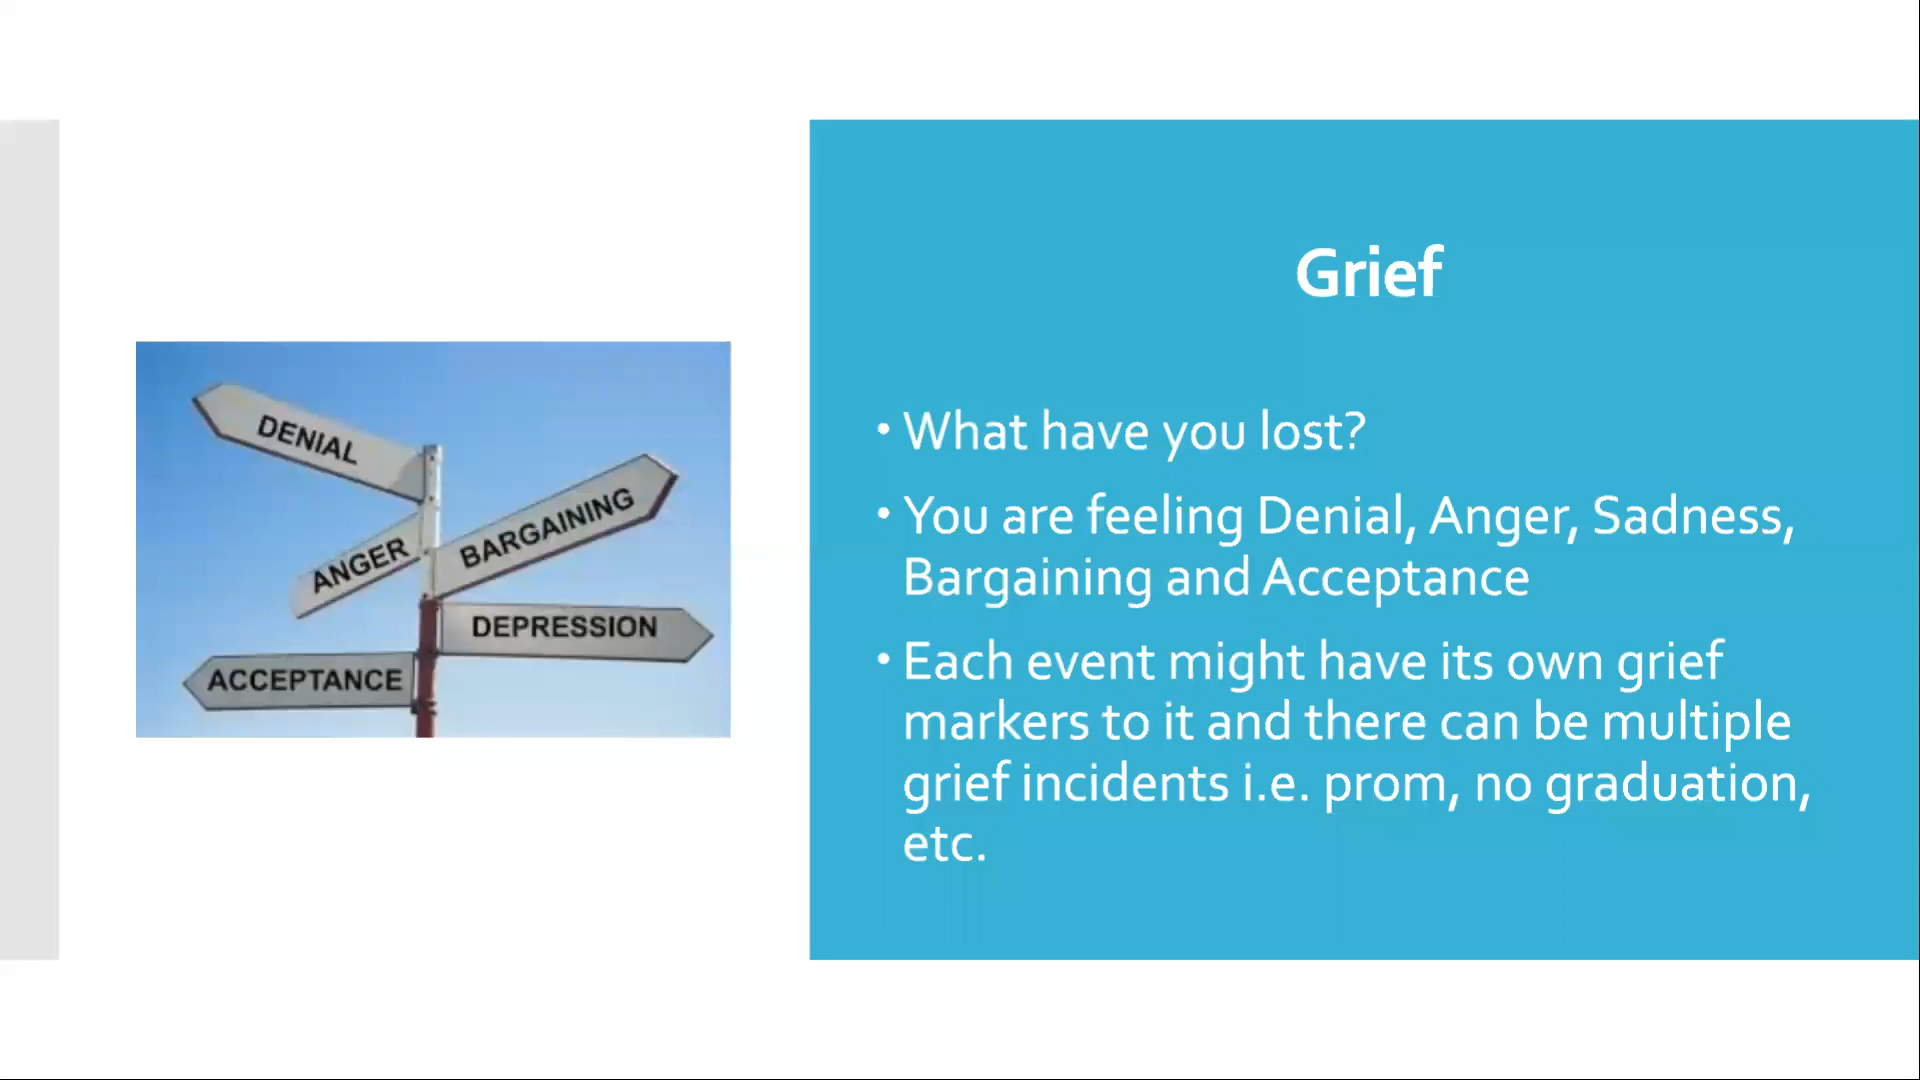 DENIAL
BARGAINING
ANGER
DEPRESSION
ACCEPTANCE
Grief
• What have you lost?
• You are feeling Denial, Anger, Sadness,
Bargaining and Acceptance
• Each event might have its own grief
markers to it and there can be multiple
grief incidents i.e. prom, no graduation,
etc.